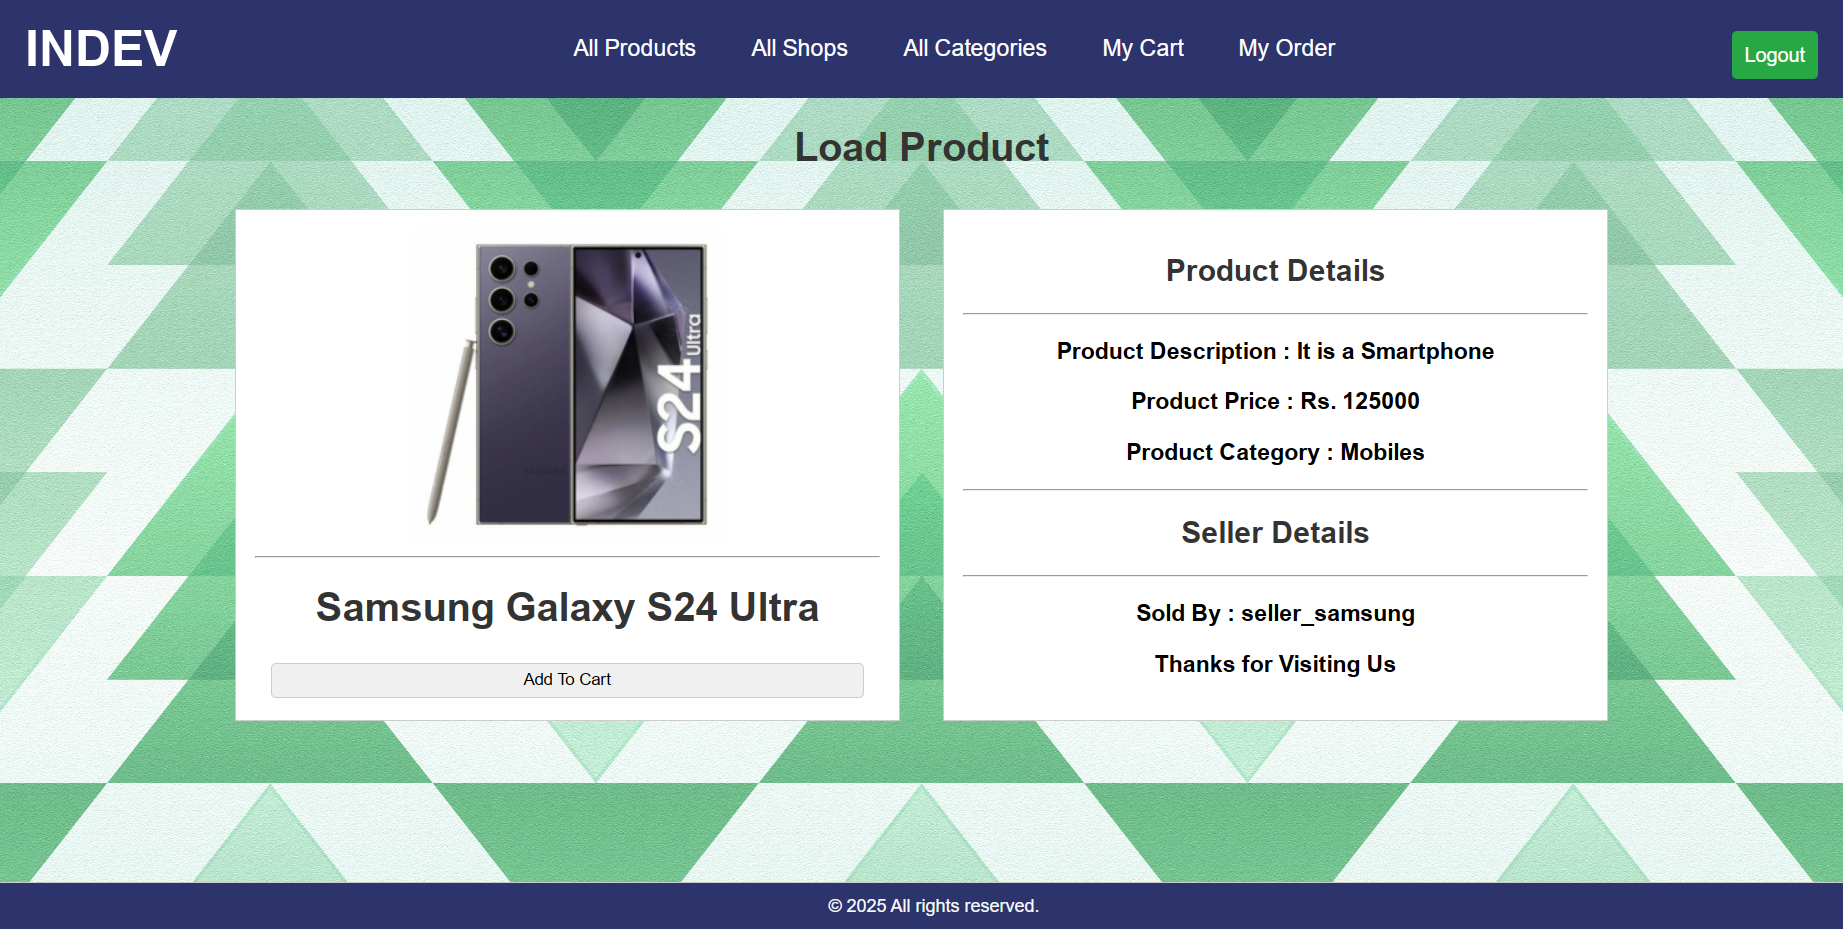 INDEV
All Products
All Shops
All Categories
My Cart
My Order
Logout
Load Product
S24 Ultra
Samsung Galaxy S24 Ultra
Add To Cart
Product Details
Product Description : It is a Smartphone
Product Price : Rs. 125000
Product Category : Mobiles
Seller Details
Sold By : seller_samsung
Thanks for Visiting Us
© 2025 All rights reserved.